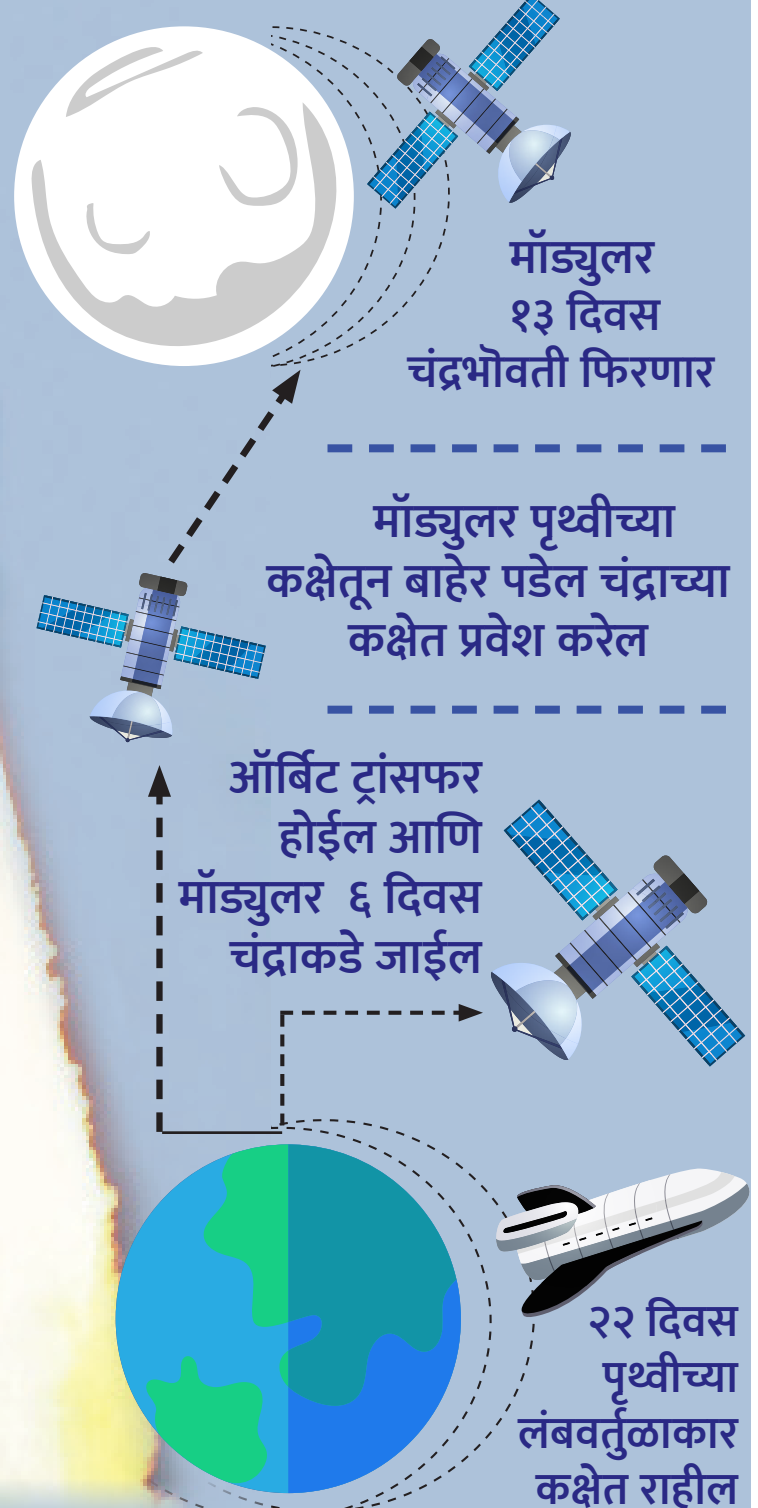 मॉड्युलर
१३ दिवस
चंद्रभॊवती फिरणार
मॉड्युलर पृथ्वीच्या
कक्षेतून बाहेर पडेल चंद्राच्या
कक्षेत प्रवेश करेल
ऑर्बिट ट्रांसफर
होईल आणि
मॉड्युलर ६ दिवस
चंद्राकडे जाईल
२२ दिवस
पृथ्वीच्या
लंबवर्तुळाकार
कक्षेत राहील